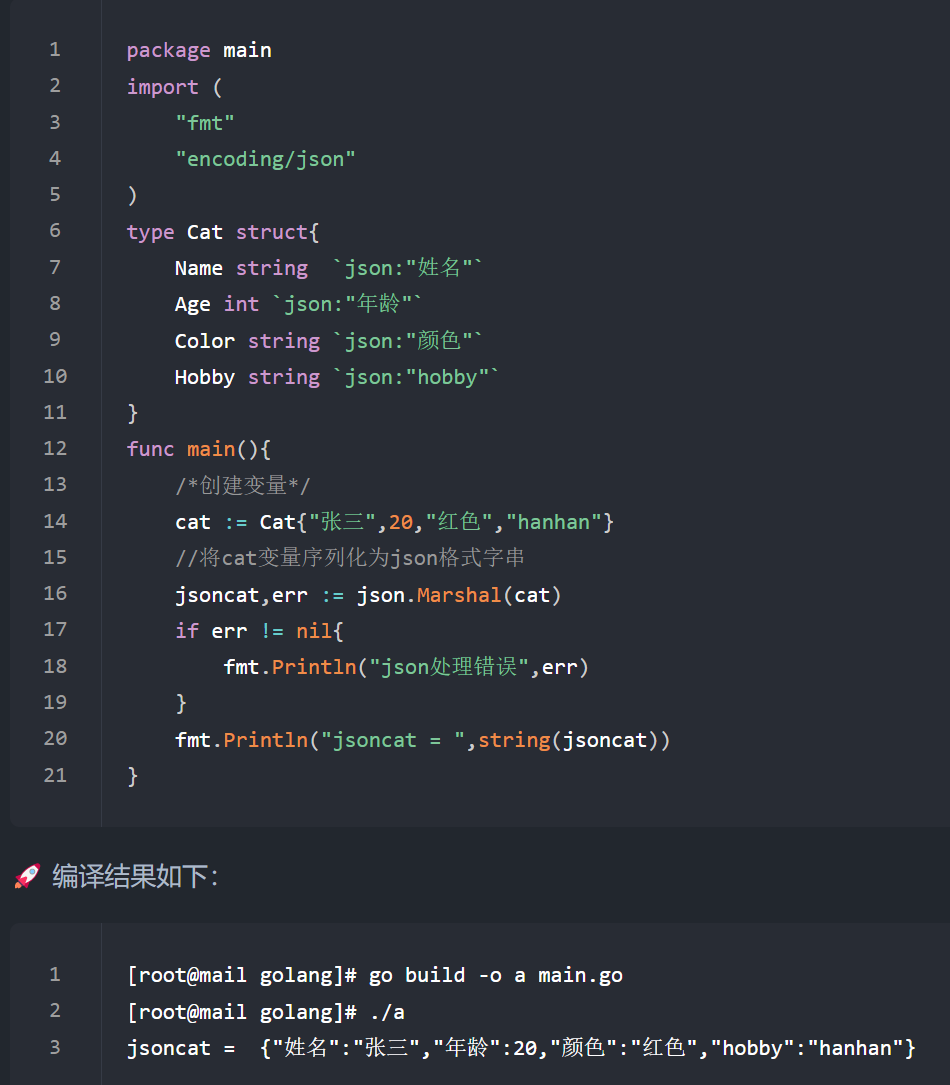 1 package main
2 import (
3     "fmt"
4     "encoding/json"
5 )
6 type Cat struct{
7     Name string  `json:"姓名"`
8     Age int `json:"年龄"`
9     Color string `json:"颜色"`
10     Hobby string `json:"hobby"`
11 }
12 func main(){
13     /*创建变量*/
14     cat := Cat{"张三",20,"红色","hanhan"}
15     //将cat变量序列化为json格式字串
16     jsoncat,err := json.Marshal(cat)
17     if err != nil{
18         fmt.Println("json处理错误",err)
19     }
20     fmt.Println("jsoncat = ",string(jsoncat))
21 }
🚀 编译结果如下：
1 [root@mail golang]# go build -o a main.go
2 [root@mail golang]# ./a
3 jsoncat =  {"姓名":"张三","年龄":20,"颜色":"红色","hobby":"hanhan"}